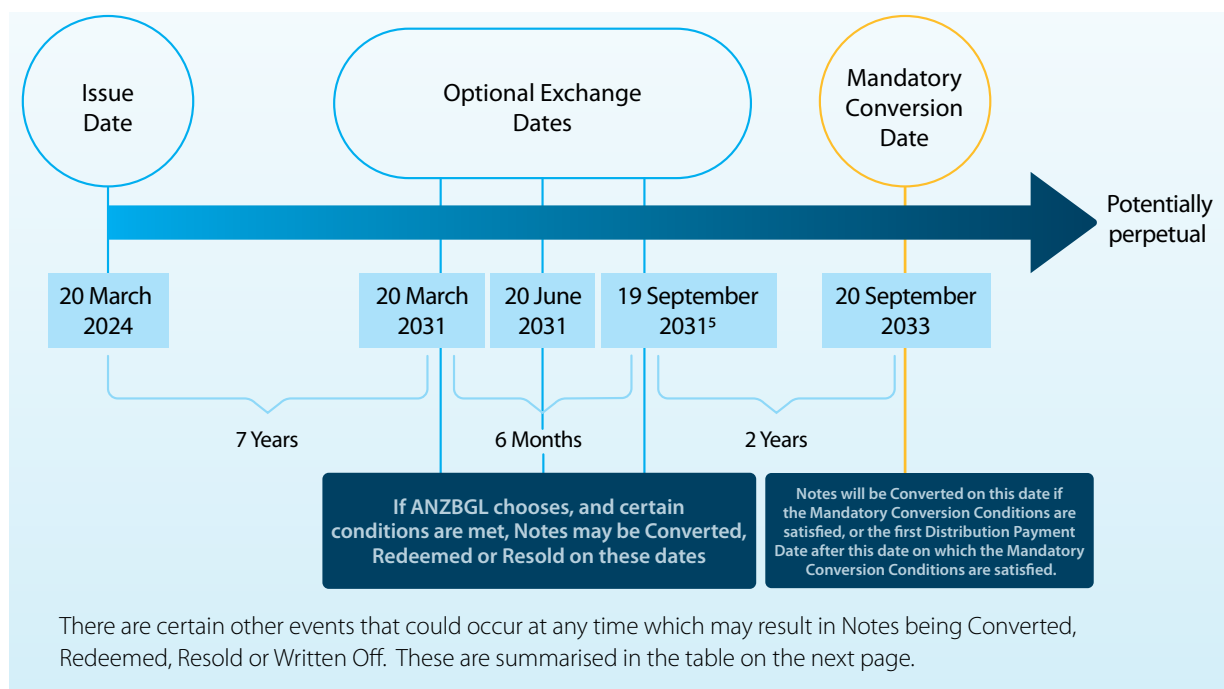 Issue
Date
Optional Exchange
Dates
Mandatory
Conversion
Date
Potentially
perpetual
20 March
2024
20 March
2031
20 June
2031
19 September
2031⁵
20 September
2033
7 Years
6 Months
2 Years
If ANZBGL chooses, and certain
conditions are met, Notes may be Converted,
Redeemed or Resold on these dates
Notes will be Converted on this date if
the Mandatory Conversion Conditions are
satisfied, or the first Distribution Payment
Date after this date on which the Mandatory
Conversion Conditions are satisfied.
There are certain other events that could occur at any time which may result in Notes being Converted,
Redeemed, Resold or Written Off. These are summarised in the table on the next page.